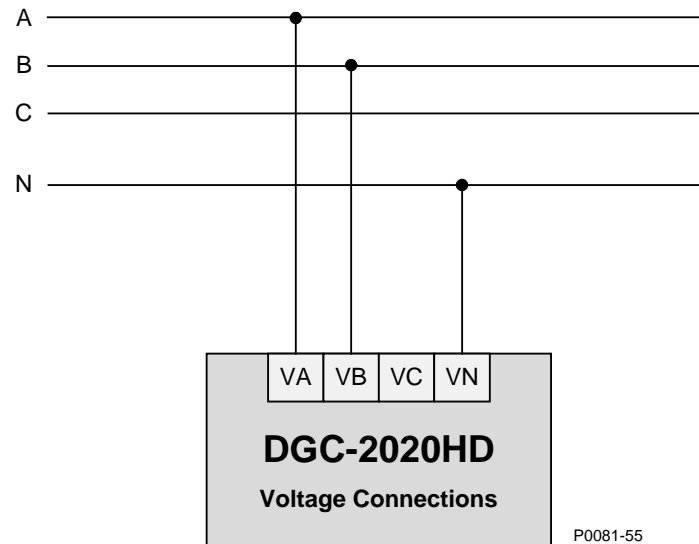 A
B
C
N
VA VB VC VN
DGC-2020HD
Voltage Connections
P0081-55